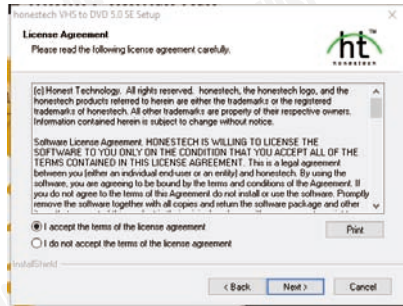 honestech VHS to DVD 5.0 SE Setup
License Agreement
Please read the following license agreement carefully.
ht
TM
honestech
(c) Honest Technology. All rights reserved. honestech, the honestech logo, and the
honestech products referred to herein are either the trademarks or the registered
trademarks of honestech. All other trademarks are property of their respective owners.
Information contained herein is subject to change without notice.
Software License Agreement. HONESTECH IS WILLING TO LICENSE THE
SOFTWARE TO YOU ONLY ON THE CONDITION THAT YOU ACCEPT ALL OF THE
TERMS CONTAINED IN THIS LICENSE AGREEMENT. This is a legal agreement
between you (either an individual end-user or an entity) and honestech. By using the
software, you are agreeing to be bound by the terms and conditions of the Agreement. If
you do not agree to the terms of this Agreement do not install or use the software. Promptly
remove the software together with all copies and return the software package and other
I accept the terms of the license agreement
Print
I do not accept the terms of the license agreement
InstallShield
< Back
Next >
Cancel